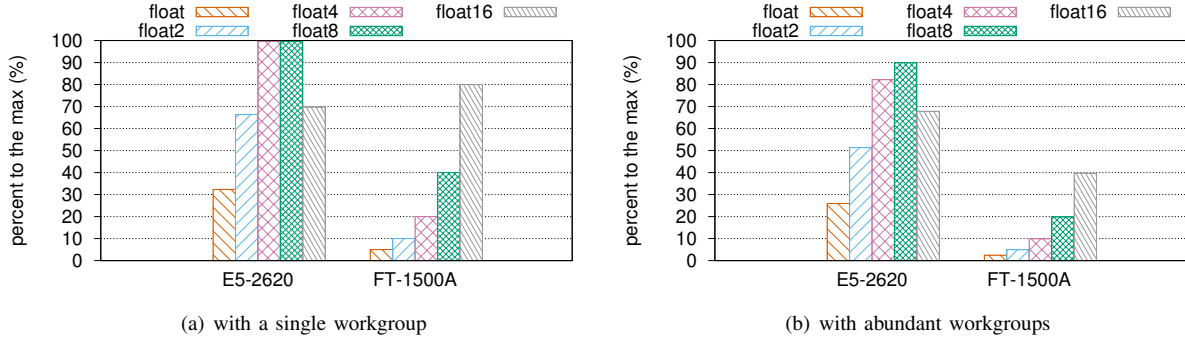 float float4 float16
float2 float8
percent to the max (%)
100
90
80
70
60
50
40
30
20
10
0
E5-2620 FT-1500A
(a) with a single workgroup
float float4 float16
float2 float8
percent to the max (%)
100
90
80
70
60
50
40
30
20
10
0
E5-2620 FT-1500A
(b) with abundant workgroups